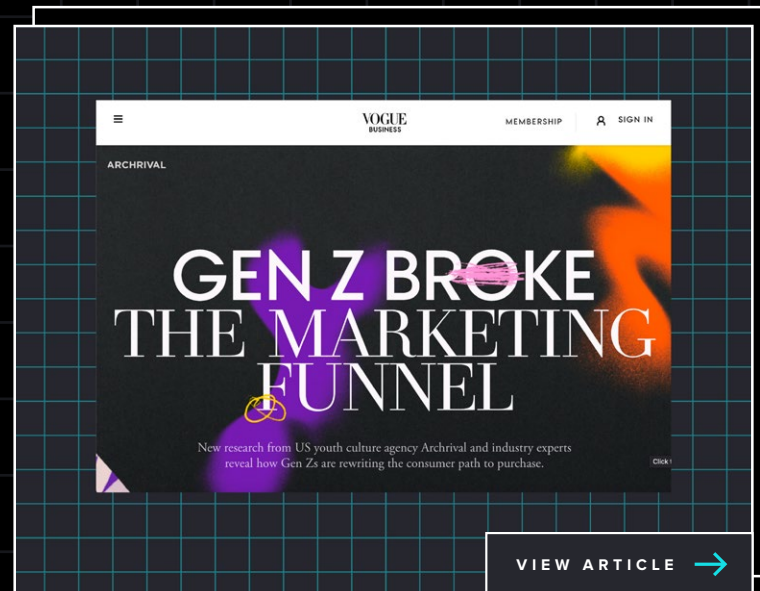 VOGUE
BUSINESS
MEMBERSHIP
SIGN IN
ARCHRIVAL
GEN Z BROKE
THE MARKETING
FUNNEL
New research from US youth culture agency Archrival and industry experts
reveal how Gen Zs are rewriting the consumer path to purchase.
Click
VIEW ARTICLE